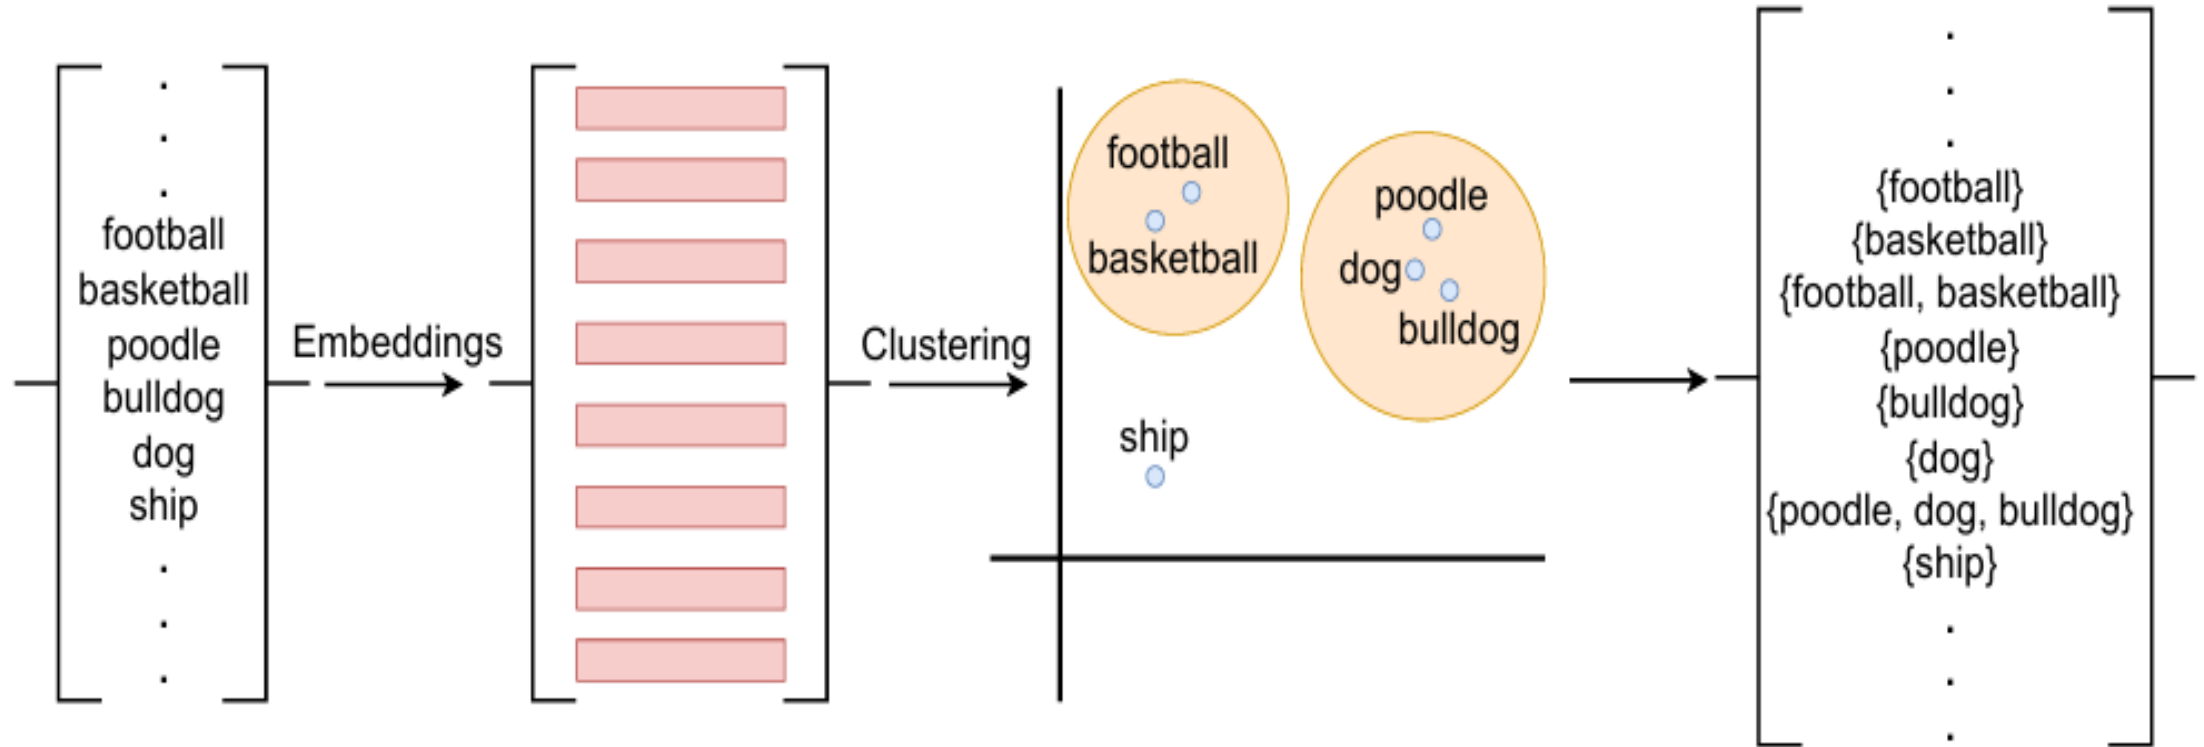 .
.
.
football
basketball
poodle
bulldog
dog
ship
.
.
.
Embeddings
Clustering
football
basketball
poodle
dog
bulldog
ship
.
.
.
{football}
{basketball}
{football, basketball}
{poodle}
{bulldog}
{dog}
{poodle, dog, bulldog}
{ship}
.
.
.